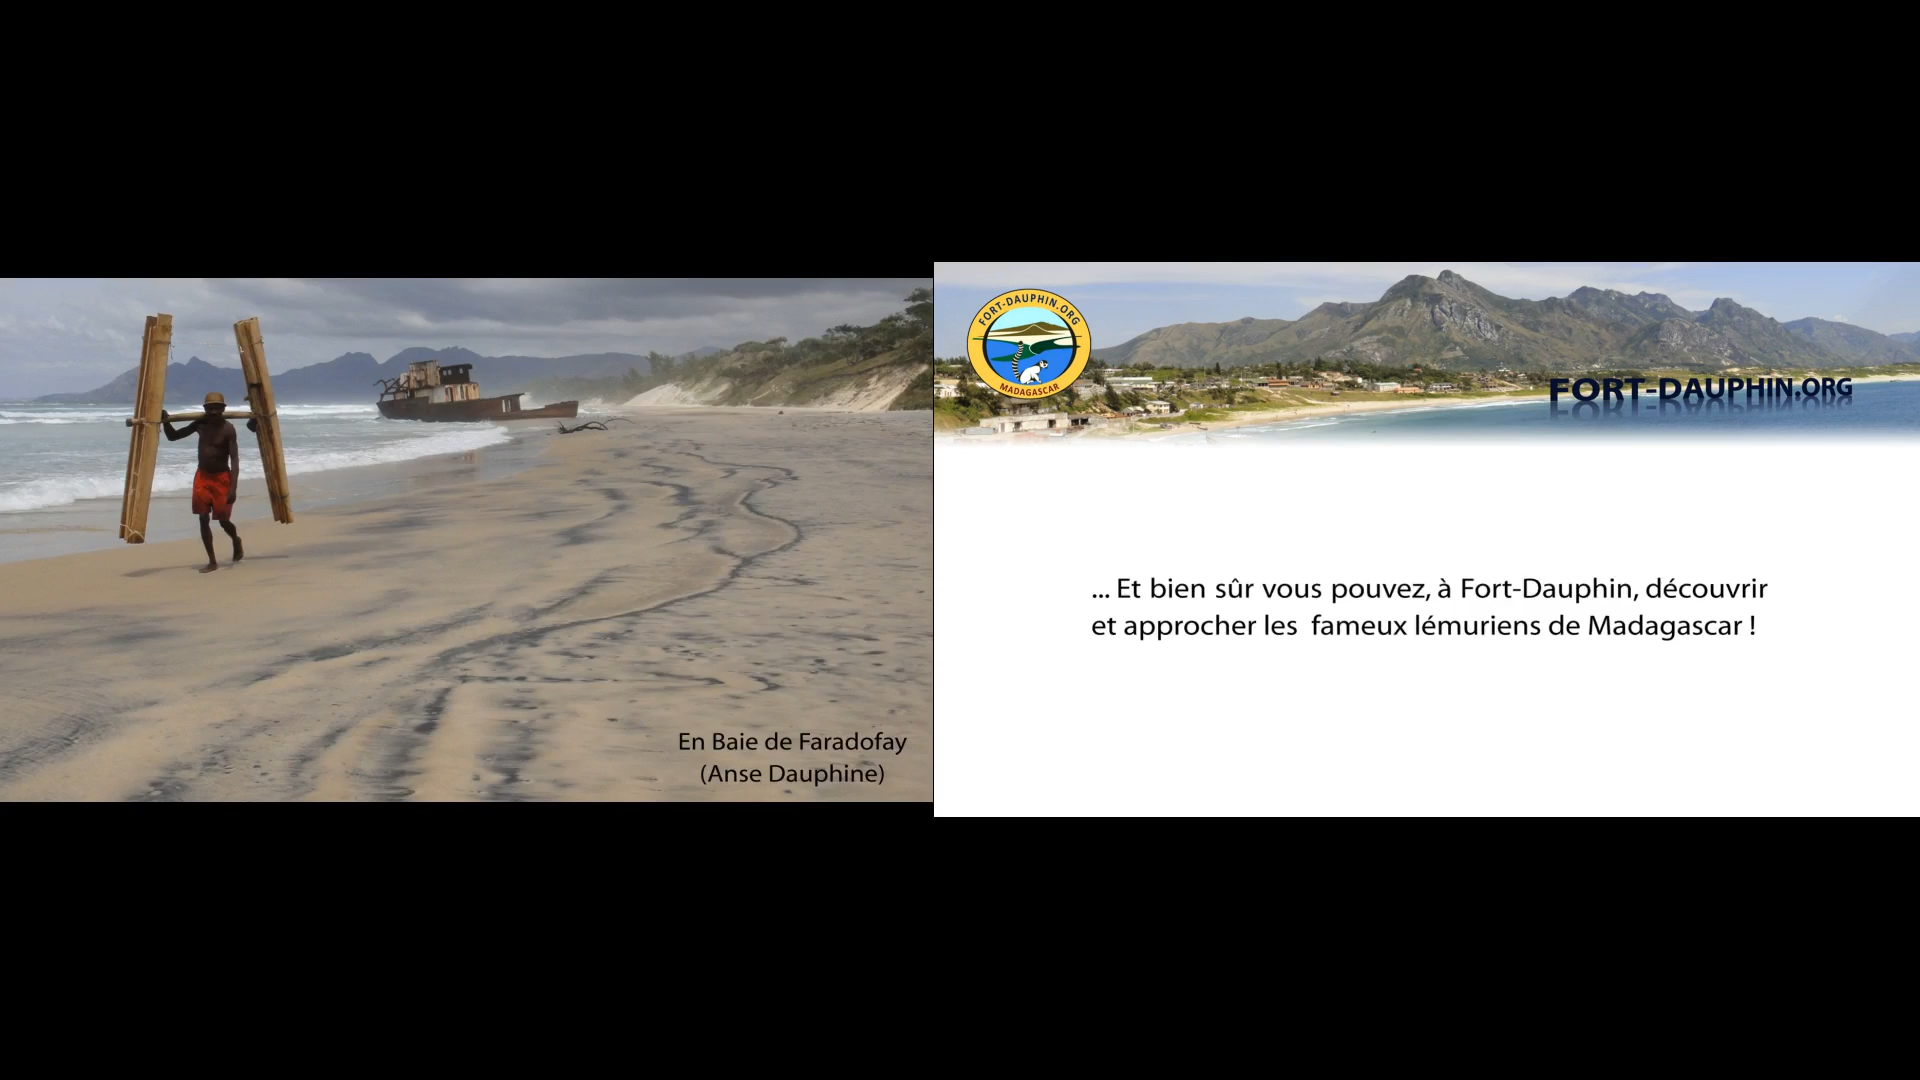 En Baie de Faradofay
(Anse Dauphine)
FORT-DAUPHIN.ORG
MADAGASCAR
FORT-DAUPHIN.ORG
... Et bien sûr vous pouvez, à Fort-Dauphin, découvrir
et approcher les fameux lémuriens de Madagascar !